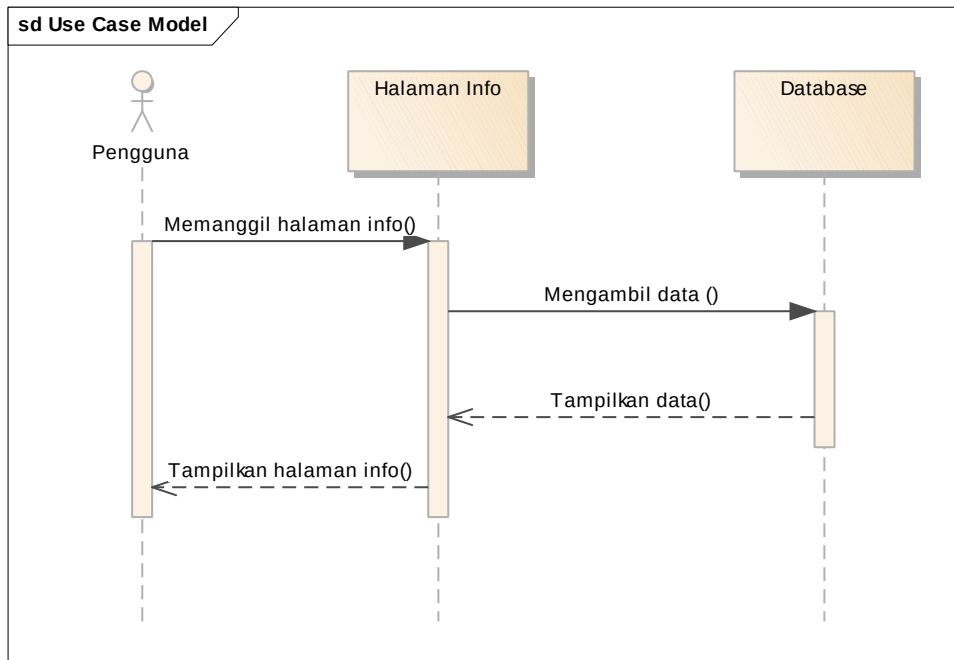 sd Use Case Model
Pengguna
Halaman Info
Database
Memanggil halaman info()
Mengambil data ()
Tampilkan data()
Tampilkan halaman info()